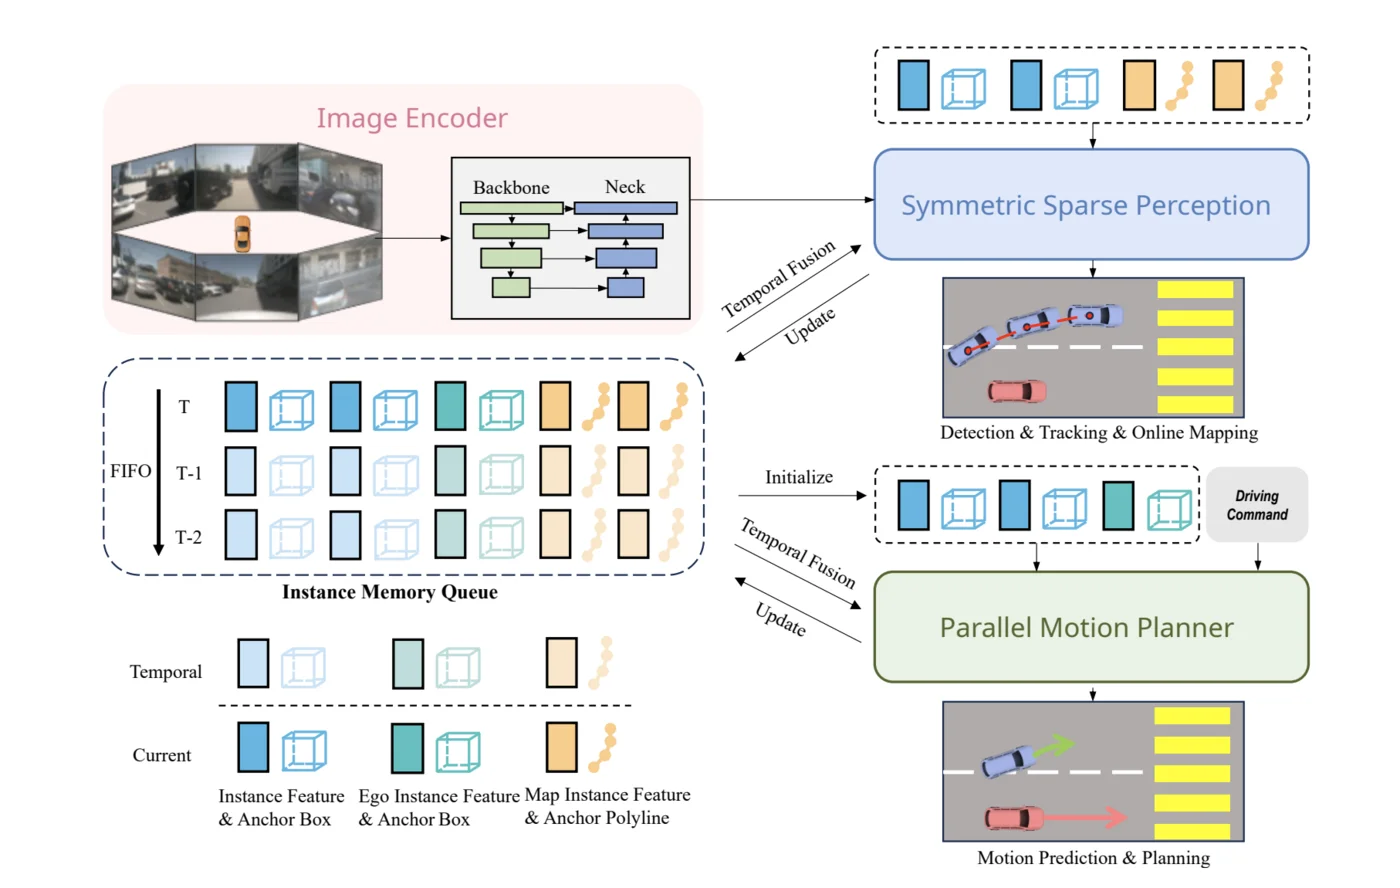 Image Encoder
Backbone
Neck
Symmetric Sparse Perception
Temporal Fusion
Update
Detection & Tracking & Online Mapping
FIFO
T
T-1
T-2
Instance Memory Queue
Initialize
Driving
Command
Temporal Fusion
Update
Parallel Motion Planner
Motion Prediction & Planning
Temporal
Current
Instance Feature
& Anchor Box
Ego Instance Feature
& Anchor Box
Map Instance Feature
& Anchor Polyline